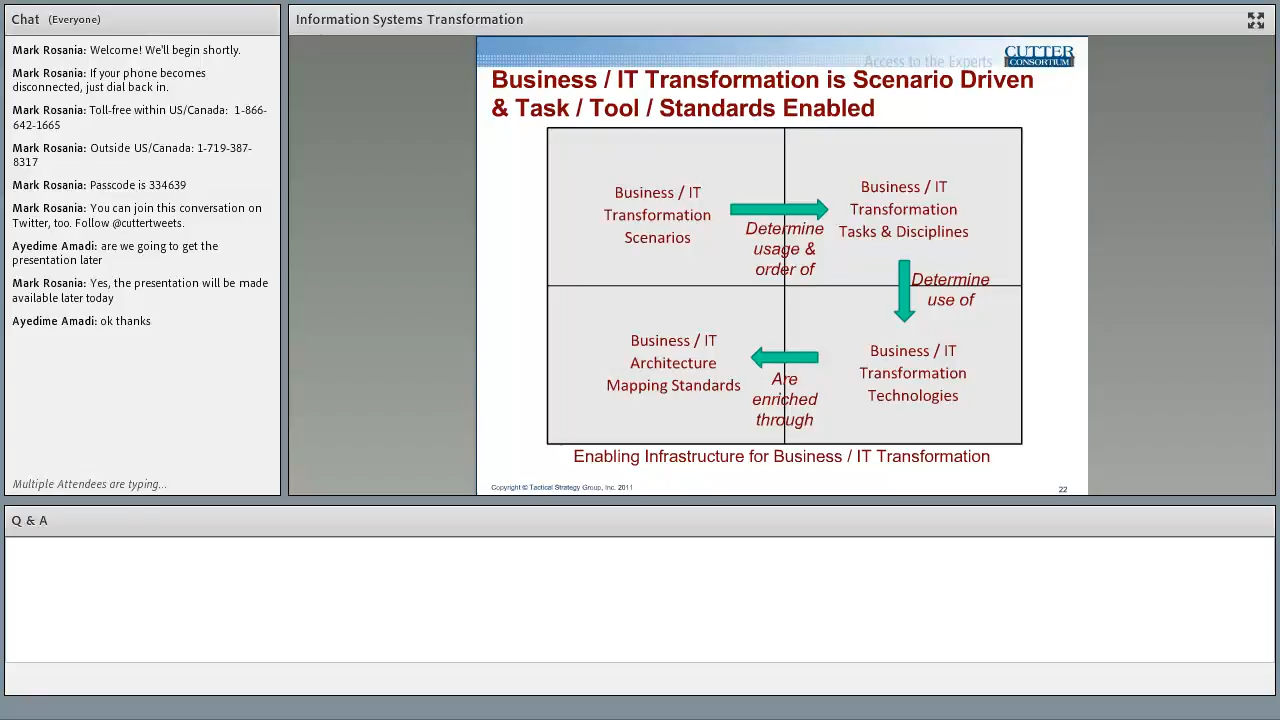 Chat (Everyone)
Mark Rosania: Welcome! We'll begin shortly.
Mark Rosania: If your phone becomes
disconnected, just dial back in.
Mark Rosania: Toll-free within US/Canada: 1-866-
642-1665
Mark Rosania: Outside US/Canada: 1-719-387-
8317
Mark Rosania: Passcode is 334639
Mark Rosania: You can join this conversation on
Twitter, too. Follow @cuttertweets.
Ayedime Amadi: are we going to get the
presentation later
Mark Rosania: Yes, the presentation will be made
available later today
Ayedime Amadi: ok thanks
Multiple Attendees are typing...
Information Systems Transformation
Access to the Experts
CUTTER
CONSORTIUM
Business / IT Transformation is Scenario Driven
& Task / Tool / Standards Enabled
Business / IT
Transformation
Scenarios
Determine
usage &
order of
Business / IT
Transformation
Tasks & Disciplines
Determine
use of
Business / IT
Architecture
Mapping Standards
Are
enriched
through
Business / IT
Transformation
Technologies
Enabling Infrastructure for Business / IT Transformation
Copyright © Tactical Strategy Group, Inc. 2011
22
Q & A